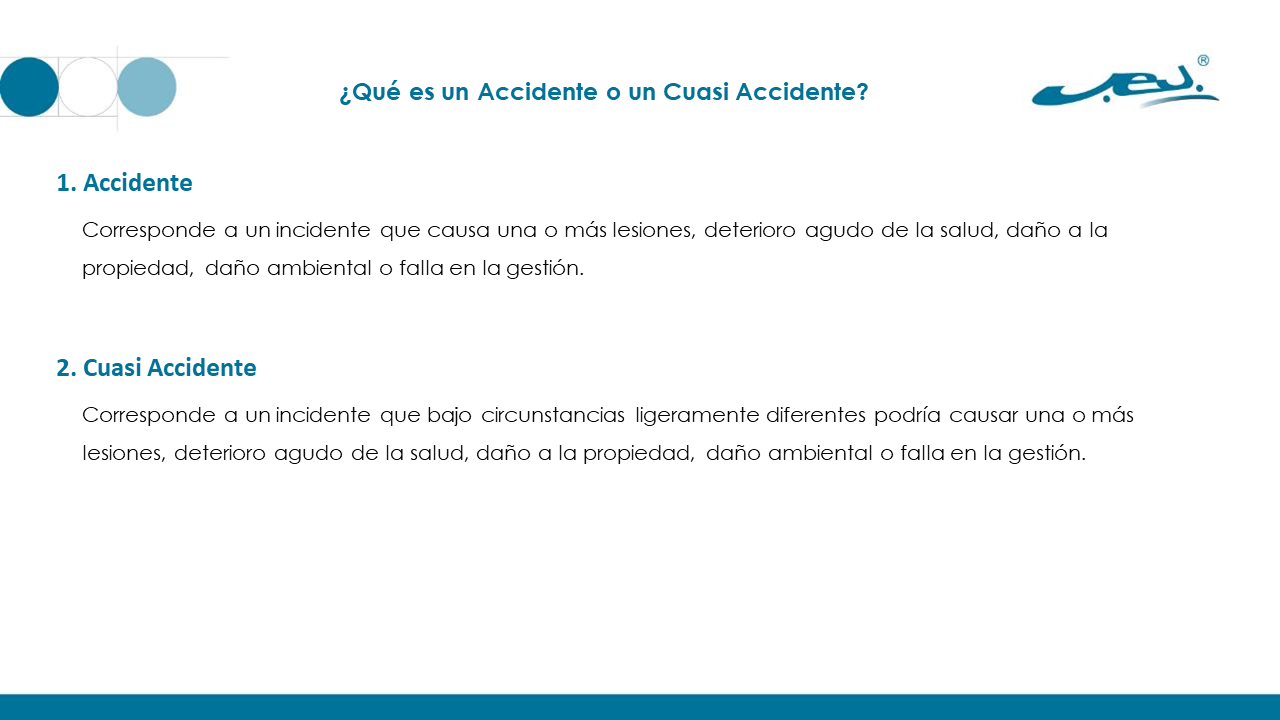 ¿Qué es un Accidente o un Cuasi Accidente?
®
1. Accidente
Corresponde a un incidente que causa una o más lesiones, deterioro agudo de la salud, daño a la
propiedad, daño ambiental o falla en la gestión.
2. Cuasi Accidente
Corresponde a un incidente que bajo circunstancias ligeramente diferentes podría causar una o más
lesiones, deterioro agudo de la salud, daño a la propiedad, daño ambiental o falla en la gestión.